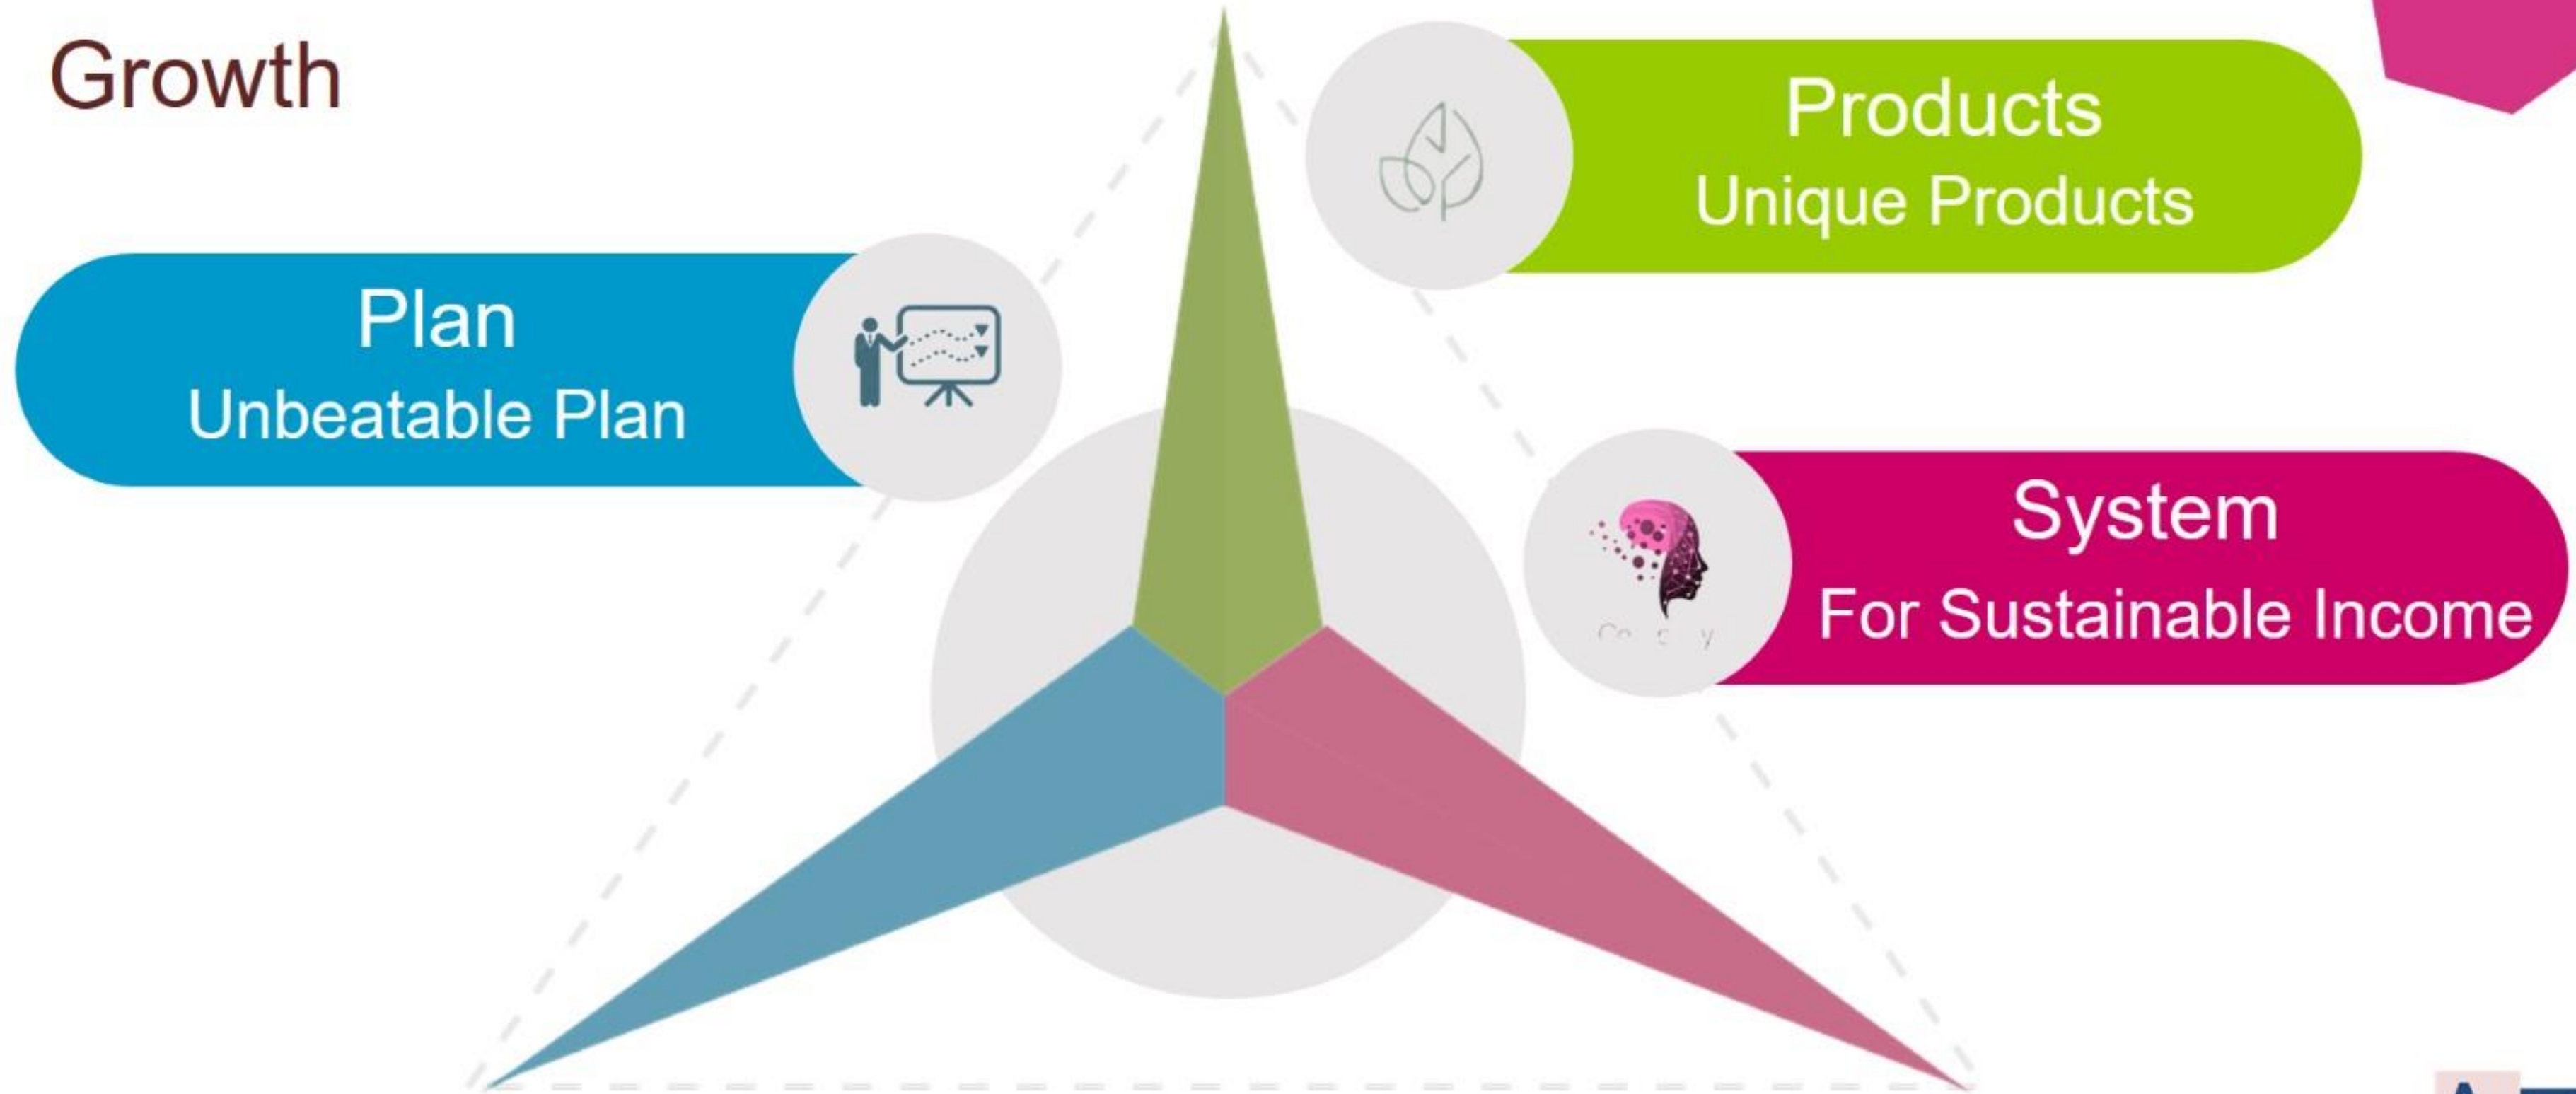 Growth
Products
Unique Products
Plan
Unbeatable Plan
System
For Sustainable Income